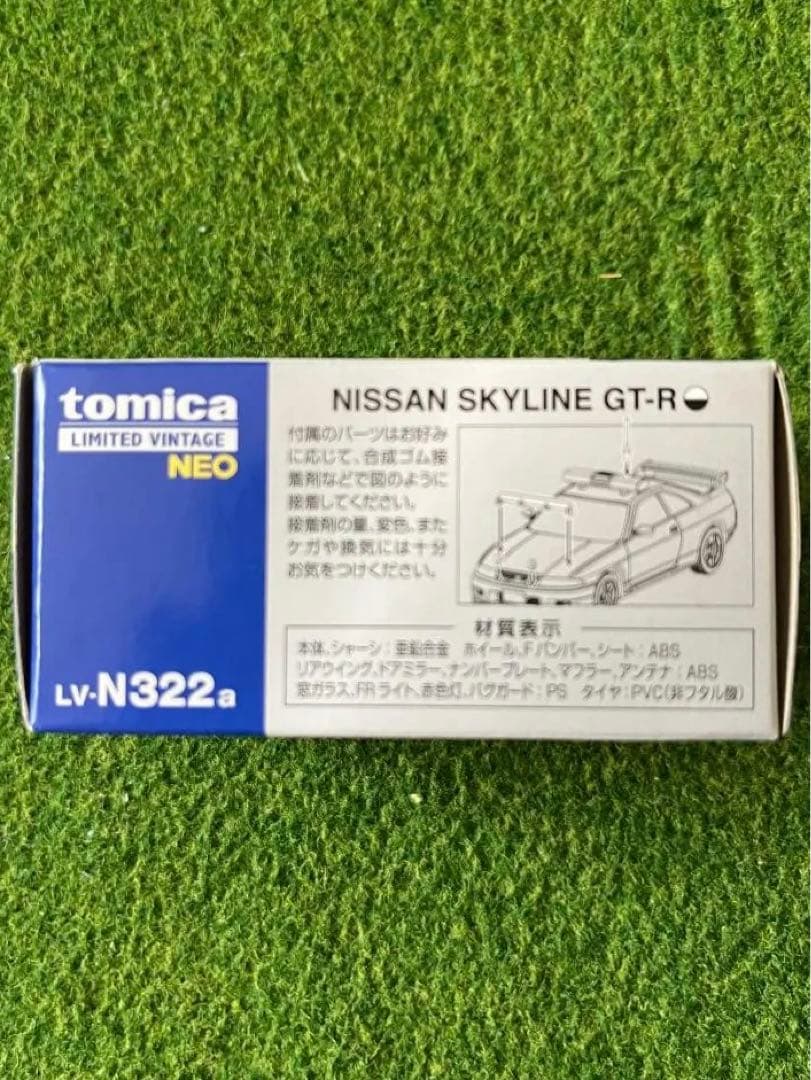 tomica
LIMITED VINTAGE
NEO
LV-N322a
NISSAN SKYLINE GT-R
付属のパーツはお好み
に応じて、合成ゴム接
着剤などで図のように
接着してください。
接着剤の量、変色、また
ケガや換気には十分
お気をつけください。
材質表示
本体、シャーシ：亜鉛合金 ホイール、Fバンパー、シート：ABS
リアウイング、ドアミラー、ナンバープレート、マフラー、アンテナ：ABS
窓ガラス、FRライト、赤色灯、バグガード：PS タイヤ：PVC(非フタル酸)